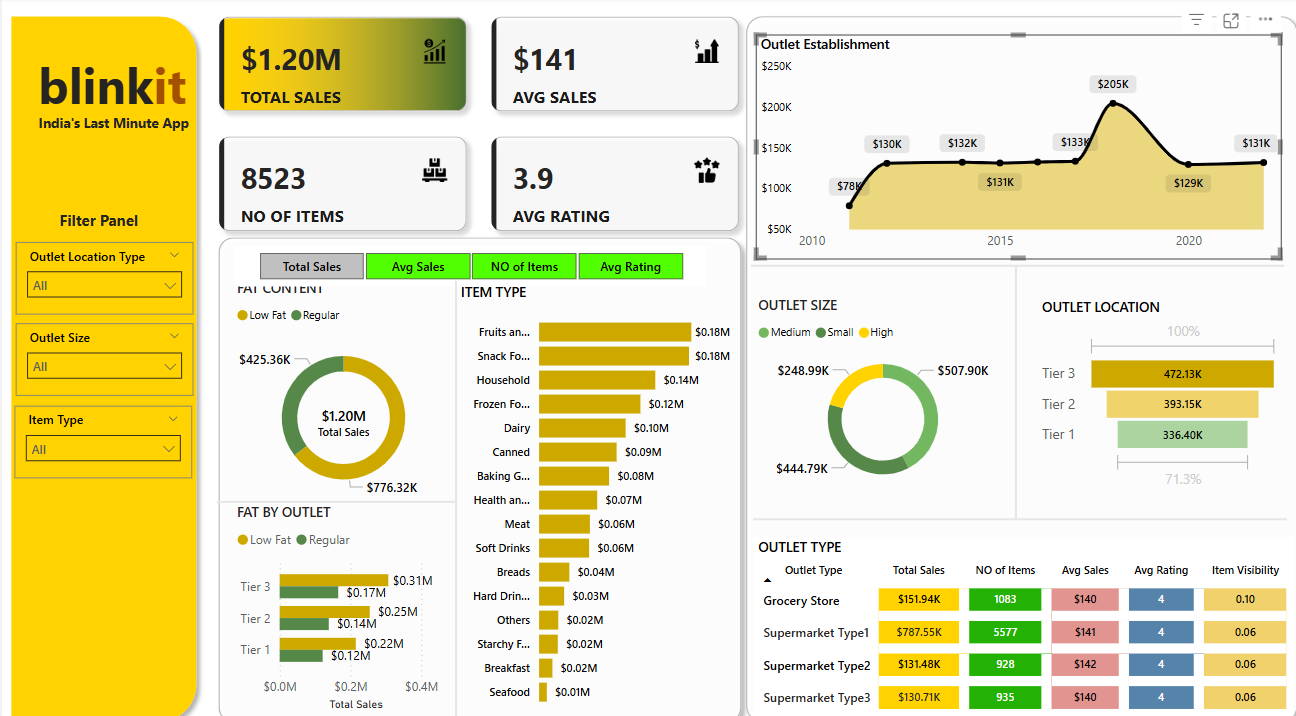 blinkit
India's Last Minute App
Filter Panel
Outlet Location Type
All
Outlet Size
All
Item Type
All
$1.20M
TOTAL SALES
$141
AVG SALES
8523
NO OF ITEMS
3.9
AVG RATING
Total Sales
Avg Sales
NO of Items
Avg Rating
FAT CONTENT
Low Fat
Regular
$425.36K
$1.20M
Total Sales
$776.32K
FAT BY OUTLET
Low Fat
Regular
Tier 3
$0.31M
$0.17M
Tier 2
$0.25M
$0.14M
Tier 1
$0.22M
$0.12M
$0.0M
$0.2M
$0.4M
Total Sales
ITEM TYPE
Fruits an... $0.18M
Snack Fo... $0.18M
Household $0.14M
Frozen Fo... $0.12M
Dairy $0.10M
Canned $0.09M
Baking G... $0.08M
Health an... $0.07M
Meat $0.06M
Soft Drinks $0.06M
Breads $0.04M
Hard Drin... $0.03M
Others $0.02M
Starchy F... $0.02M
Breakfast $0.02M
Seafood $0.01M
Outlet Establishment
$250K
$200K
$150K
$100K
$50K
$78K
$130K
$132K
$131K
$133K
$205K
$129K
$131K
2010
2015
2020
OUTLET SIZE
Medium
Small
High
$248.99K
$507.90K
$444.79K
OUTLET LOCATION
100%
Tier 3 472.13K
Tier 2 393.15K
Tier 1 336.40K
71.3%
OUTLET TYPE
Outlet Type Total Sales NO of Items Avg Sales Avg Rating Item Visibility
Grocery Store $151.94K 1083 $140 4 0.10
Supermarket Type1 $787.55K 5577 $141 4 0.06
Supermarket Type2 $131.48K 928 $142 4 0.06
Supermarket Type3 $130.71K 935 $140 4 0.06